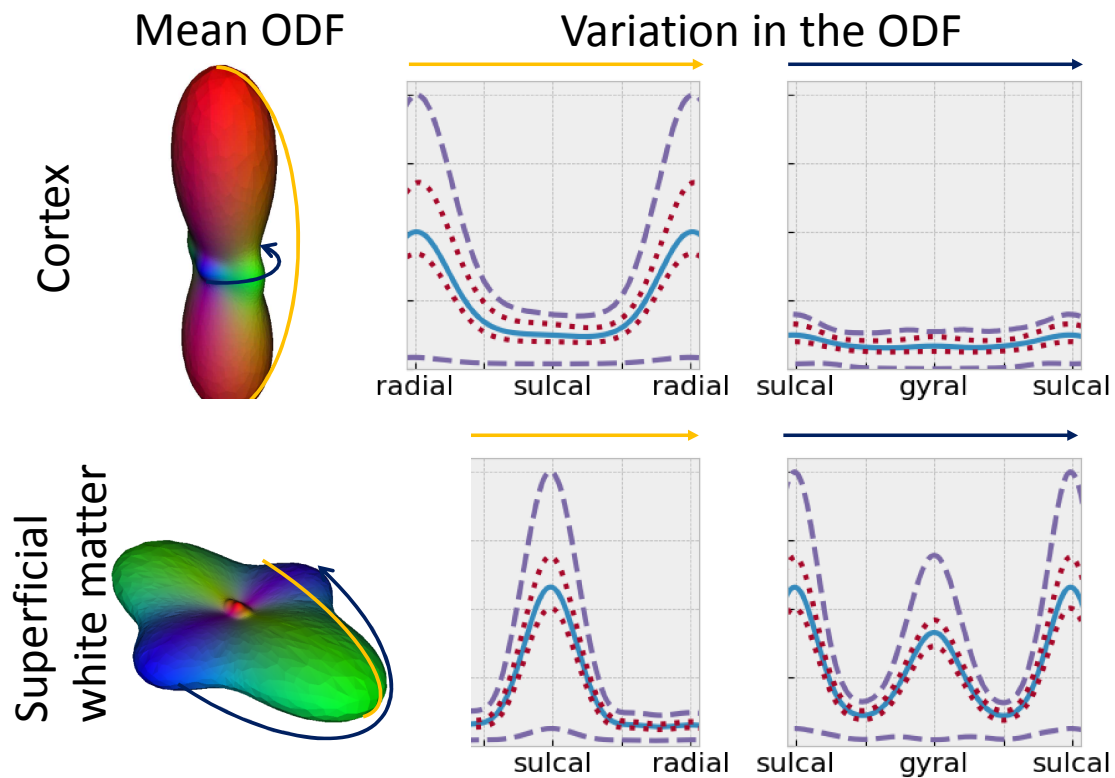 Mean ODF
Variation in the ODF
Cortex
radial sulcal radial
sulcal gyral sulcal
Superficial
white matter
sulcal radial
sulcal gyral sulcal